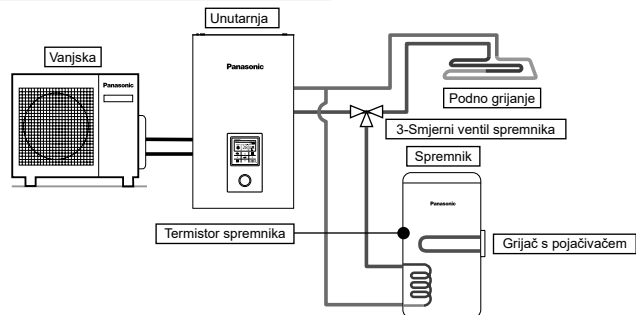 Unutarnja
Vanjska
Panasonic
Panasonic
Podno grijanje
3-Smjerni ventil spremnika
Spremnik
Panasonic
Termistor spremnika
Grijač s pojačivačem